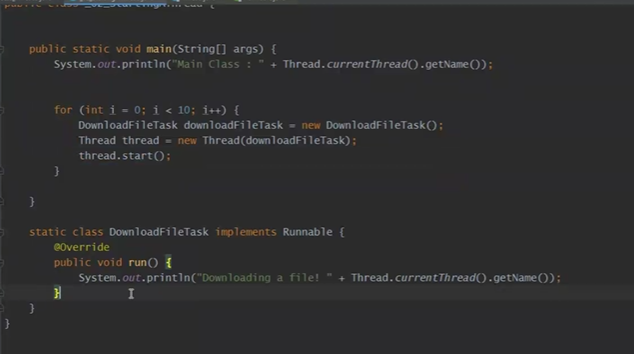 public class _02_StartingThread {
public static void main(String[] args) {
System.out.println("Main Class : " + Thread.currentThread().getName());
for (int i = 0; i < 10; i++) {
DownloadFileTask downloadFileTask = new DownloadFileTask();
Thread thread = new Thread(downloadFileTask);
thread.start();
}
}
static class DownloadFileTask implements Runnable {
@Override
public void run() {
System.out.println("Downloading a file! " + Thread.currentThread().getName());
}
}
}